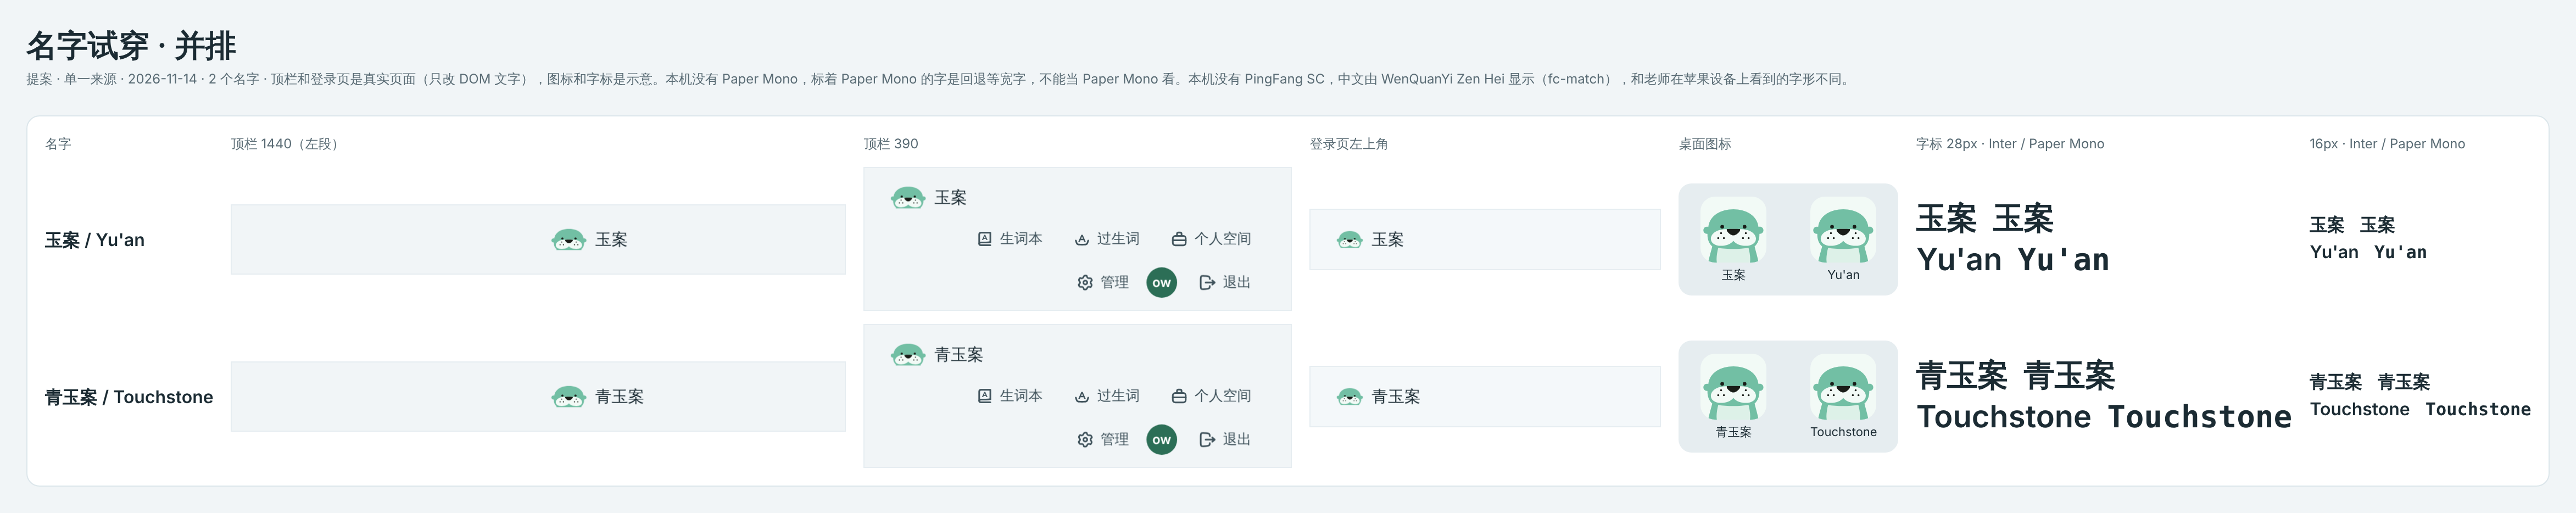 名字试穿 · 并排
提案 · 单一来源 · 2026-11-14 · 2 个名字 · 顶栏和登录页是真实页面（只改 DOM 文字），图标和字标是示意。本机没有 Paper Mono，标着 Paper Mono 的字是回退等宽字，不能当 Paper Mono 看。本机没有 PingFang SC，中文由 WenQuanYi Zen Hei 显示（fc-match），和老师在苹果设备上看到的字形不同。
名字 顶栏 1440（左段） 顶栏 390 登录页左上角 桌面图标 字标 28px · Inter / Paper Mono 16px · Inter / Paper Mono
玉案 / Yu'an
玉案
玉案
生词本 过生词 个人空间
管理 ow 退出
玉案
玉案 Yu'an
玉案 玉案
Yu'an Yu'an
玉案 玉案
Yu'an Yu'an
青玉案 / Touchstone
青玉案
青玉案
生词本 过生词 个人空间
管理 ow 退出
青玉案
青玉案 Touchstone
青玉案 青玉案
Touchstone Touchstone
青玉案 青玉案
Touchstone Touchstone